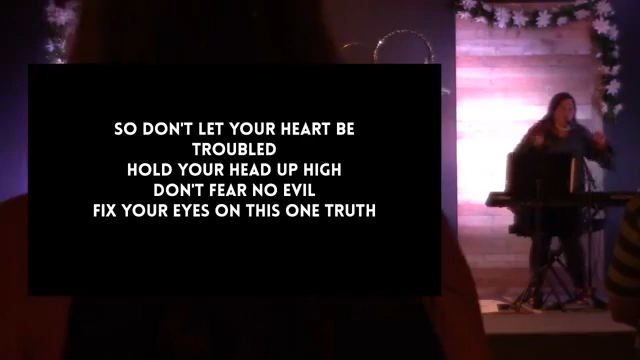 SO DON'T LET YOUR HEART BE
TROUBLED
HOLD YOUR HEAD UP HIGH
DON'T FEAR NO EVIL
FIX YOUR EYES ON THIS ONE TRUTH